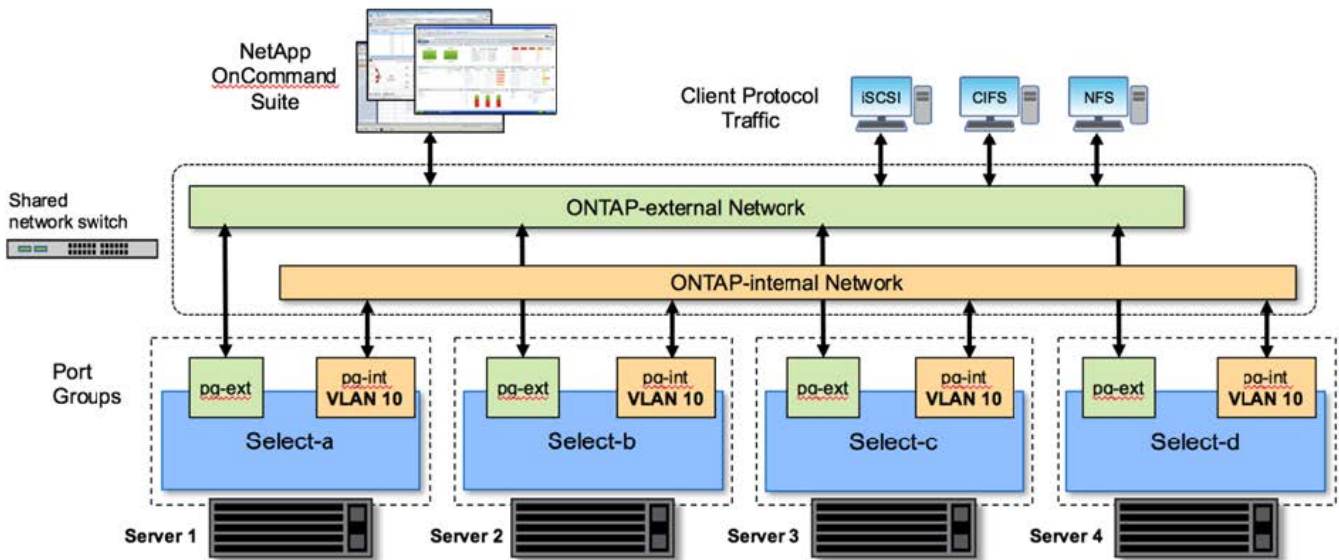 NetApp
OnCommand
Suite
Client Protocol
Traffic
iSCSI
CIFS
NFS
Shared
network switch
ONTAP-external Network
ONTAP-internal Network
Port
Groups
pg-ext
pg-int
VLAN 10
Select-a
pg-ext
pg-int
VLAN 10
Select-b
pg-ext
pg-int
VLAN 10
Select-c
pg-ext
pg-int
VLAN 10
Select-d
Server 1
Server 2
Server 3
Server 4